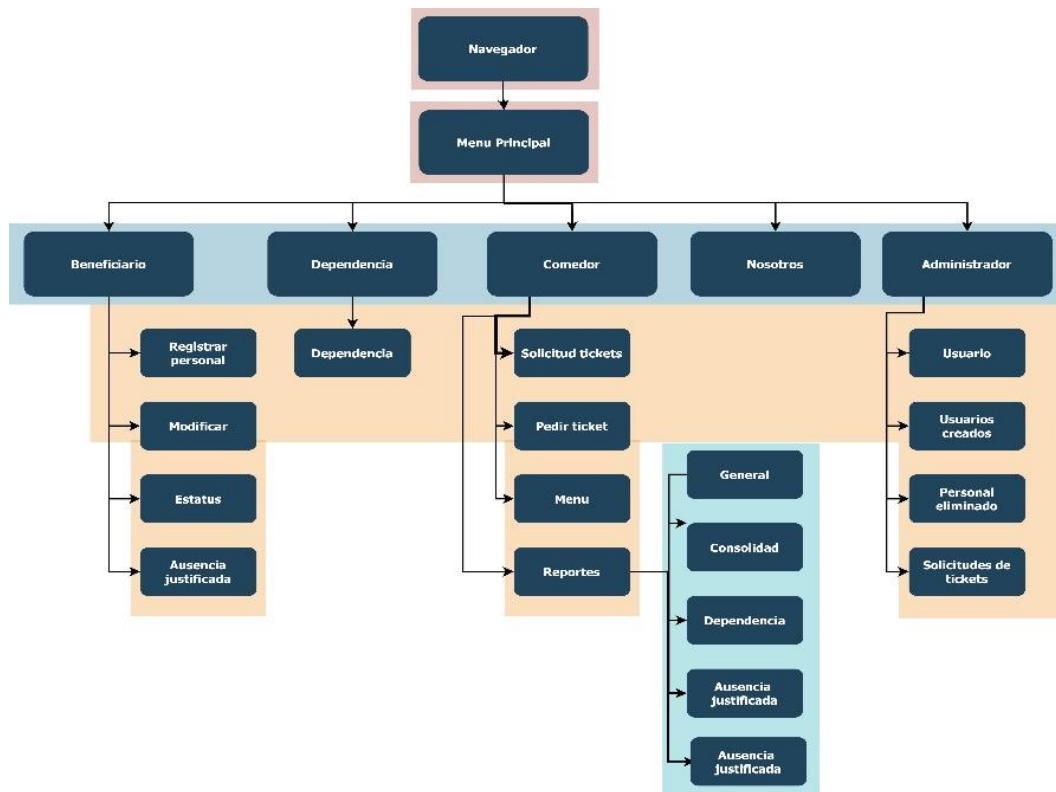 Navegador
Menu Principal
Beneficiario
Dependencia
Comedor
Nosotros
Administrador
Registrar
personal
Dependencia
Solicitud tickets
Usuario
Modificar
Pedir ticket
Usuarios
creados
General
Estatus
Menu
Personal
eliminado
Consolidad
Ausencia
justificada
Reportes
Solicitudes de
tickets
Dependencia
Ausencia
justificada
Ausencia
justificada